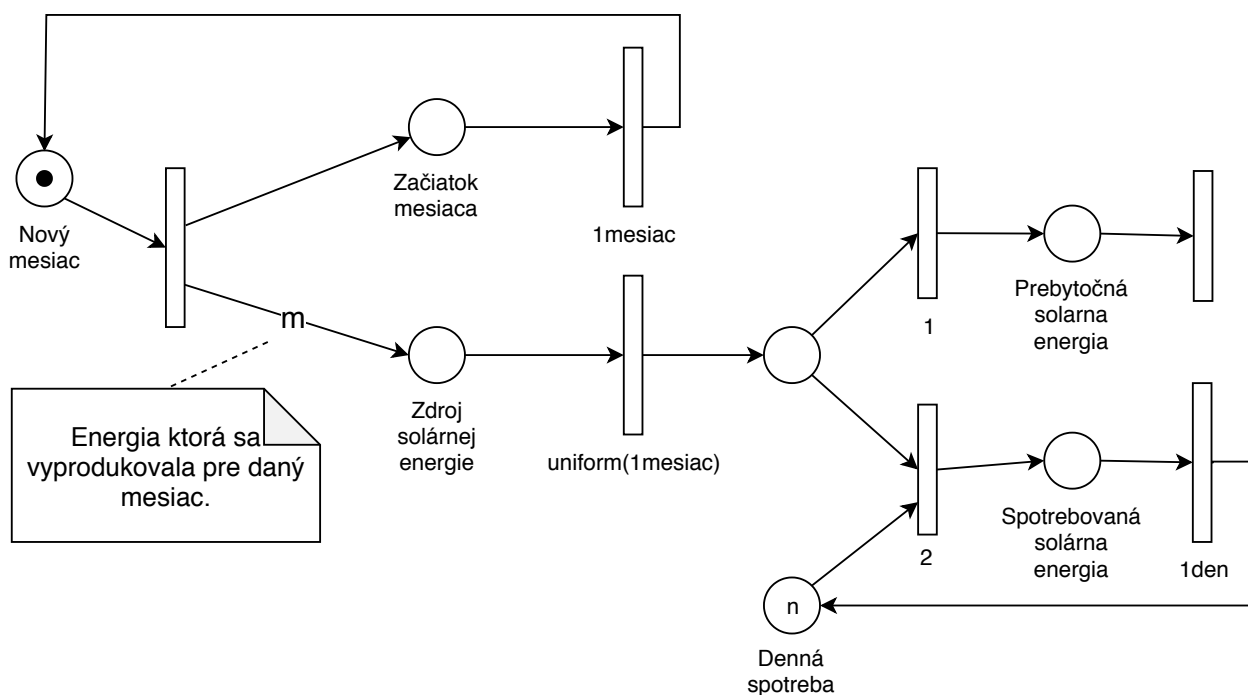 Začiatok
mesiaca
1mesiac
Nový
mesiac
m
Energia ktorá sa
vyprodukovala pre daný
mesiac.
Zdroj
solárnej
energie
uniform(1mesiac)
1
Prebytočná
solarna
energia
2
Spotrebovaná
solárna
energia
1den
n
Denná
spotreba